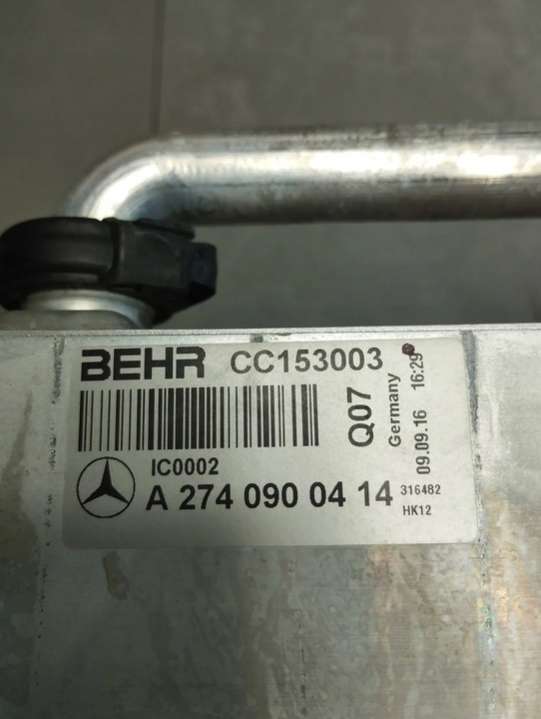 BEHR CC153003
Q07
Germany
09.09.16 16:29
IC0002
A 274 090 04 14
316482
HK12